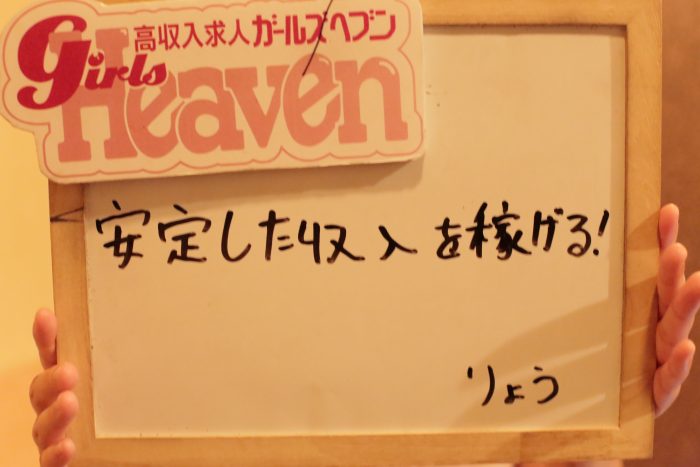 高収入求人ガールズヘブン
Girls
Heaven
安定した収入を稼げる!
りょう